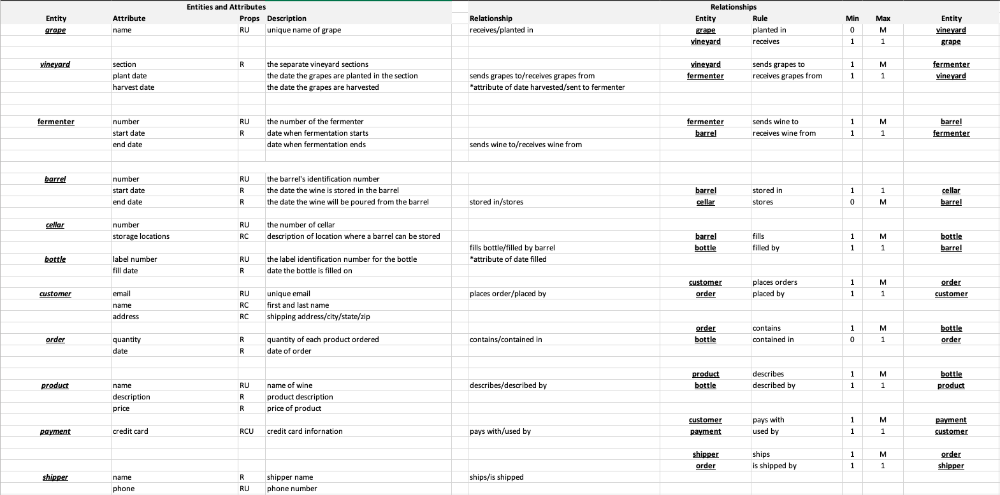 Entities and Attributes Relationships
Entity Attribute Props Description Relationship Entity Rule Min Max Entity
grape name RU unique name of grape receives/planted in grape planted in 0 M vineyard
vineyard receives 1 1 grape
vineyard section R the separate vineyard sections vineyard sends grapes to 1 M fermenter
plant date the date the grapes are planted in the section sends grapes to/receives grapes from fermenter receives grapes from 1 1 vineyard
harvest date the date the grapes are harvested *attribute of date harvested/sent to fermenter
fermenter number RU the number of the fermenter fermenter sends wine to 1 M barrel
start date R date when fermentation starts barrel receives wine from 1 1 fermenter
end date date when fermentation ends sends wine to/receives wine from
barrel number RU the barrel's identification number
start date R the date the wine is stored in the barrel barrel stored in 1 1 cellar
end date R the date the wine will be poured from the barrel stored in/stores cellar stores 0 M barrel
cellar number RU the number of cellar
storage locations RC description of location where a barrel can be stored barrel fills 1 M bottle
fills bottle/filled by barrel bottle filled by 1 1 barrel
bottle label number RU the label identification number for the bottle *attribute of date filled
fill date R date the bottle is filled on
customer places orders 1 M order
customer email RU unique email places order/placed by order placed by 1 1 customer
name RC first and last name
address RC shipping address/city/state/zip
order contains 1 M bottle
order quantity R quantity of each product ordered contains/contained in bottle contained in 0 1 order
date R date of order
product describes 1 M bottle
product name RU name of wine describes/described by bottle described by 1 1 product
description R product description
price R price of product
customer pays with 1 M payment
payment credit card RCU credit card infornation pays with/used by payment used by 1 1 customer
shipper ships 1 M order
order is shipped by 1 1 shipper
shipper name R shipper name ships/is shipped
phone RU phone number